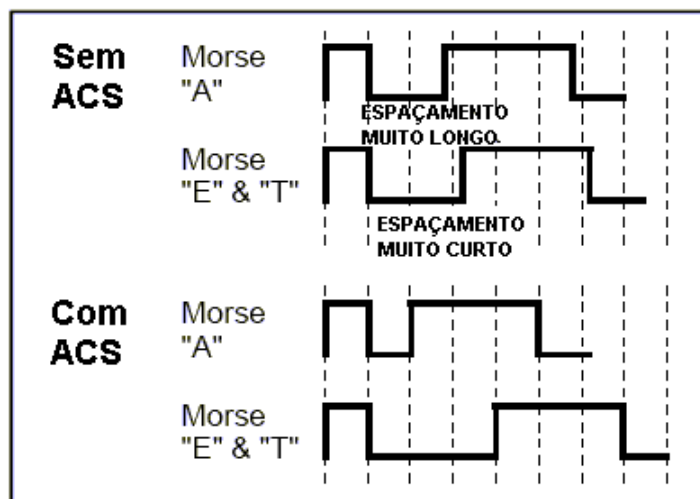 Sem
ACS
Morse
"A"
ESPAÇAMENTO
MUITO LONGO.
Morse
"E" & "T"
ESPAÇAMENTO
MUITO CURTO
Com
ACS
Morse
"A"
Morse
"E" & "T"